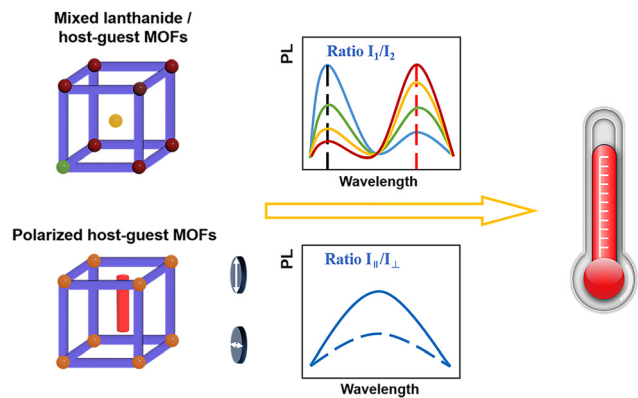 Mixed lanthanide /
host-guest MOFs
PL
Ratio I₁/I₂
Wavelength
Polarized host-guest MOFs
PL
Ratio I∥/I⊥
Wavelength